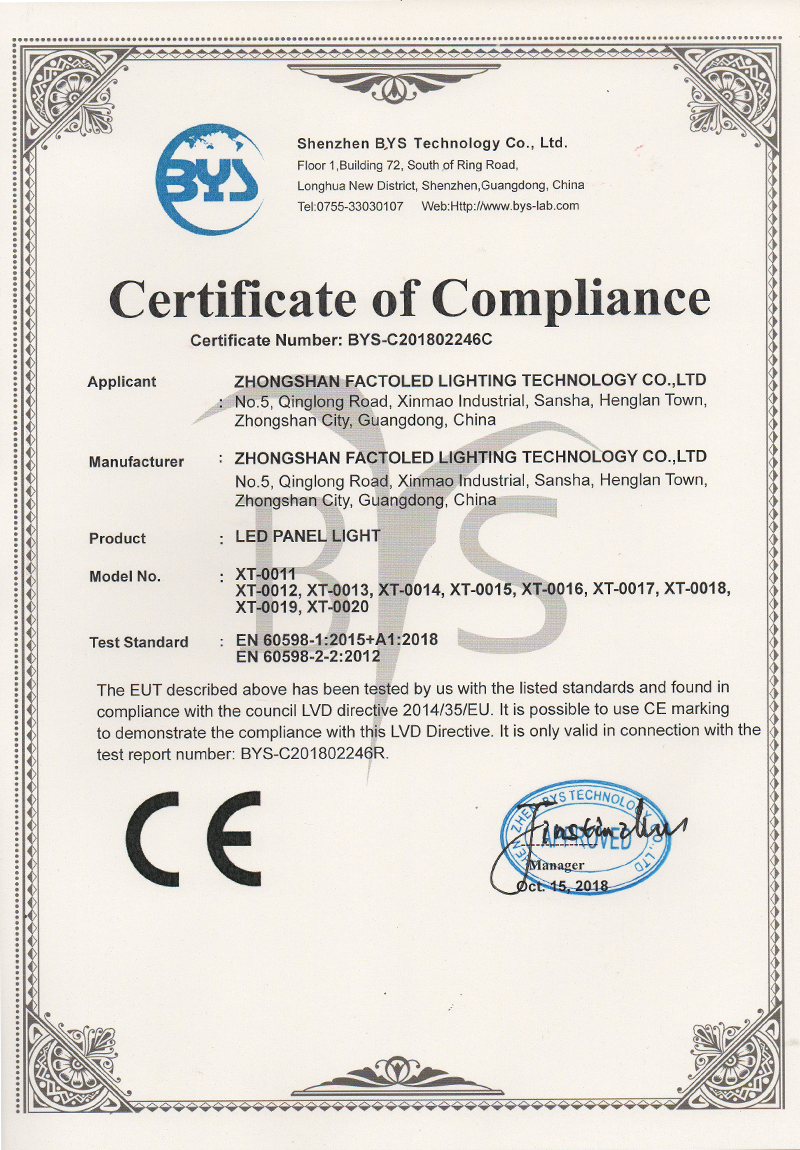 BYS
Shenzhen BYS Technology Co., Ltd.
Floor 1,Building 72, South of Ring Road,
Longhua New District, Shenzhen,Guangdong, China
Tel:0755-33030107 Web:Http://www.bys-lab.com
Certificate of Compliance
Certificate Number: BYS-C201802246C
Applicant : ZHONGSHAN FACTOLED LIGHTING TECHNOLOGY CO.,LTD
No.5, Qinglong Road, Xinmao Industrial, Sansha, Henglan Town,
Zhongshan City, Guangdong, China
Manufacturer : ZHONGSHAN FACTOLED LIGHTING TECHNOLOGY CO.,LTD
No.5, Qinglong Road, Xinmao Industrial, Sansha, Henglan Town,
Zhongshan City, Guangdong, China
Product : LED PANEL LIGHT
Model No. : XT-0011
XT-0012, XT-0013, XT-0014, XT-0015, XT-0016, XT-0017, XT-0018,
XT-0019, XT-0020
Test Standard : EN 60598-1:2015+A1:2018
EN 60598-2-2:2012
BYS
The EUT described above has been tested by us with the listed standards and found in
compliance with the council LVD directive 2014/35/EU. It is possible to use CE marking
to demonstrate the compliance with this LVD Directive. It is only valid in connection with the
test report number: BYS-C201802246R.
CE
BYS TECHNOLOGY CO., LTD
APPROVED
Manager
Oct. 15, 2018